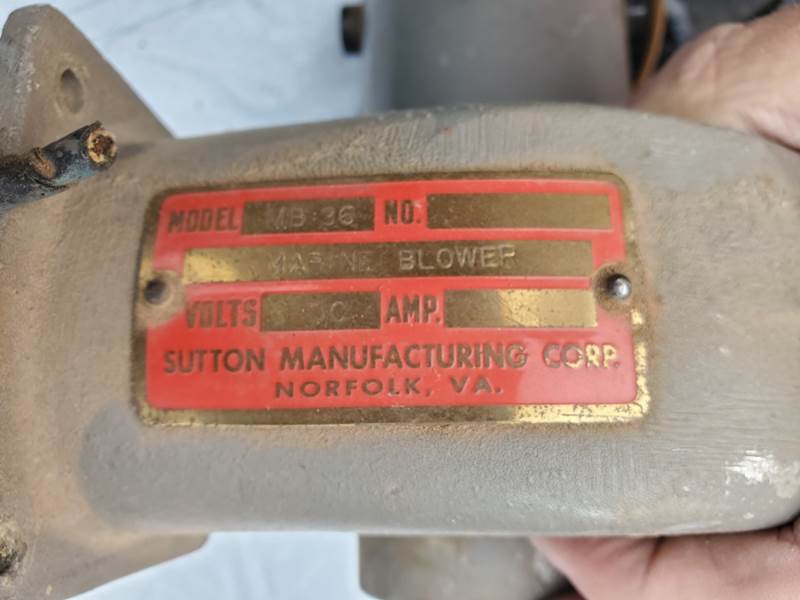 MODEL MB 36 NO.
MARINE BLOWER
VOLTS AMP.
SUTTON MANUFACTURING CORP.
NORFOLK, VA.